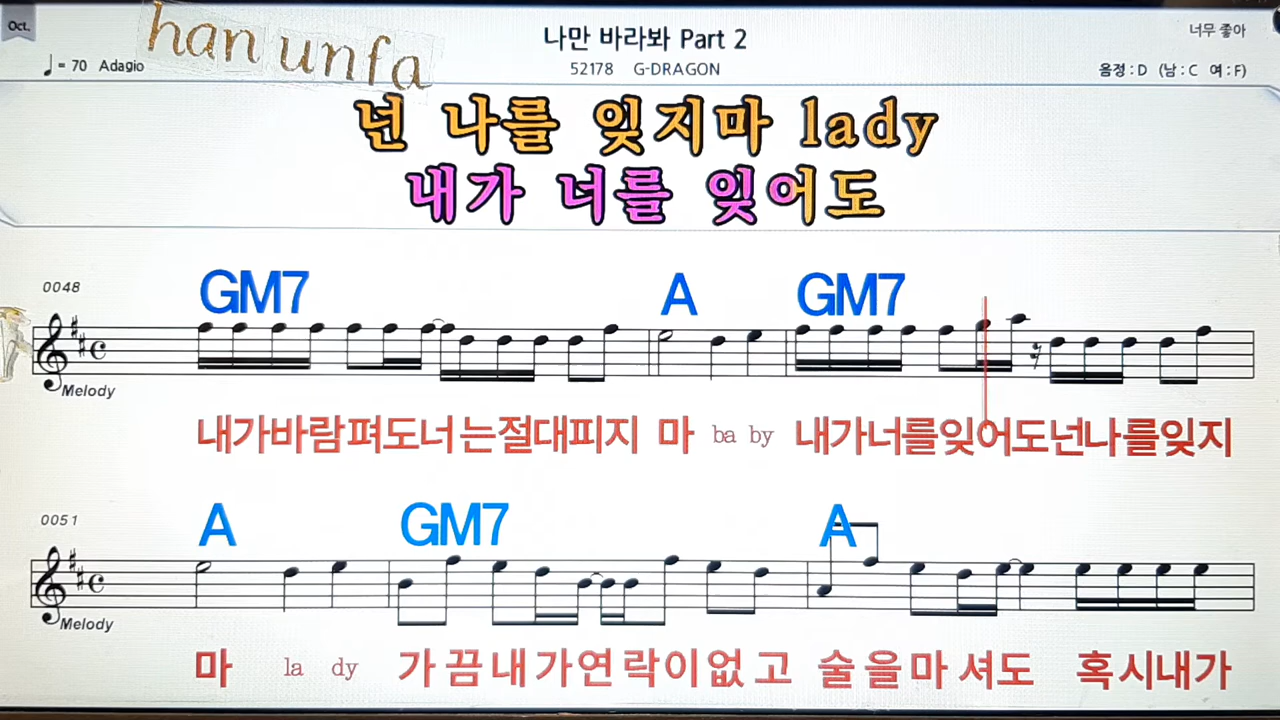 Oct.
han unfa
나만 바라봐 Part 2
너무 좋아
♩= 70 Adagio
52178 G-DRAGON
음정 : D (남 : C 여 : F)
넌 나를 잊지마 lady
내가 너를 잊어도
0048
GM7 A GM7
Melody
내가바람펴도너는절대피지 마 ba by 내가너를잊어도넌나를잊지
0051
A GM7 A
Melody
마 la dy 가끔내가연락이없고 술을마셔도 혹시내가